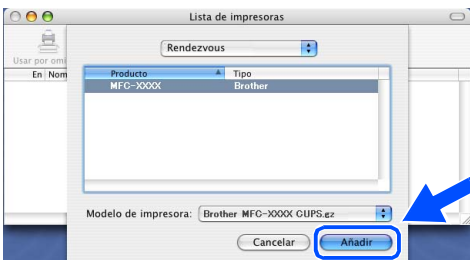 Lista de impresoras
Rendezvous
Usar por omi
En Nom
Producto Tipo
MFC-XXXX Brother
Modelo de impresora: Brother MFC-XXXX CUPS.gz
Cancelar Añadir